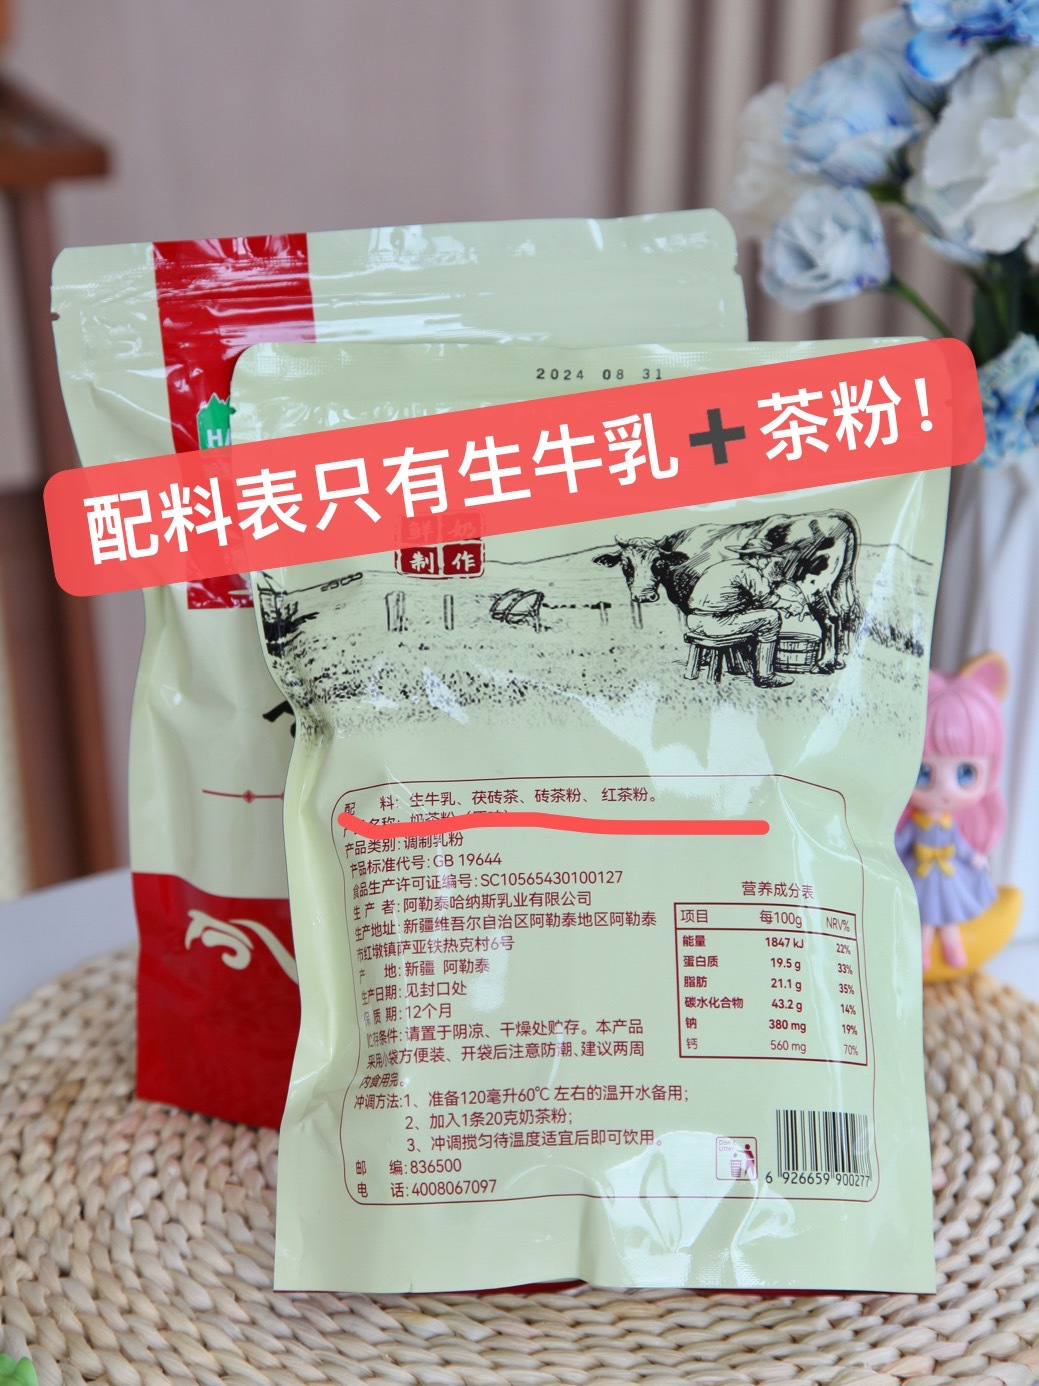 2024 08 31
HA
配料表只有生牛乳➕茶粉！
鲜奶
制作
配 料：生牛乳、茯砖茶、砖茶粉、红茶粉。
名称：奶茶粉
产品类别：调制乳粉
产品标准代号：GB 19644
食品生产许可证编号：SC10565430100127
生 产 者：阿勒泰哈纳斯乳业有限公司
生产地址：新疆维吾尔自治区阿勒泰地区阿勒泰
市红墩镇萨亚铁热克村6号
产 地：新疆 阿勒泰
生产日期：见封口处
保 质 期：12个月
贮存条件：请置于阴凉、干燥处贮存。本产品
采用小袋方便装、开袋后注意防潮、建议两周
内食用完。
冲调方法：1、准备120毫升60℃左右的温开水备用；
2、加入1条20克奶茶粉；
3、冲调搅匀待温度适宜后即可饮用。
邮 编：836500
电 话：4008067097
营养成分表
项目 每100g NRV%
能量 1847 kJ 22%
蛋白质 19.5 g 33%
脂肪 21.1 g 35%
碳水化合物 43.2 g 14%
钠 380 mg 19%
钙 560 mg 70%
6 926659 900277